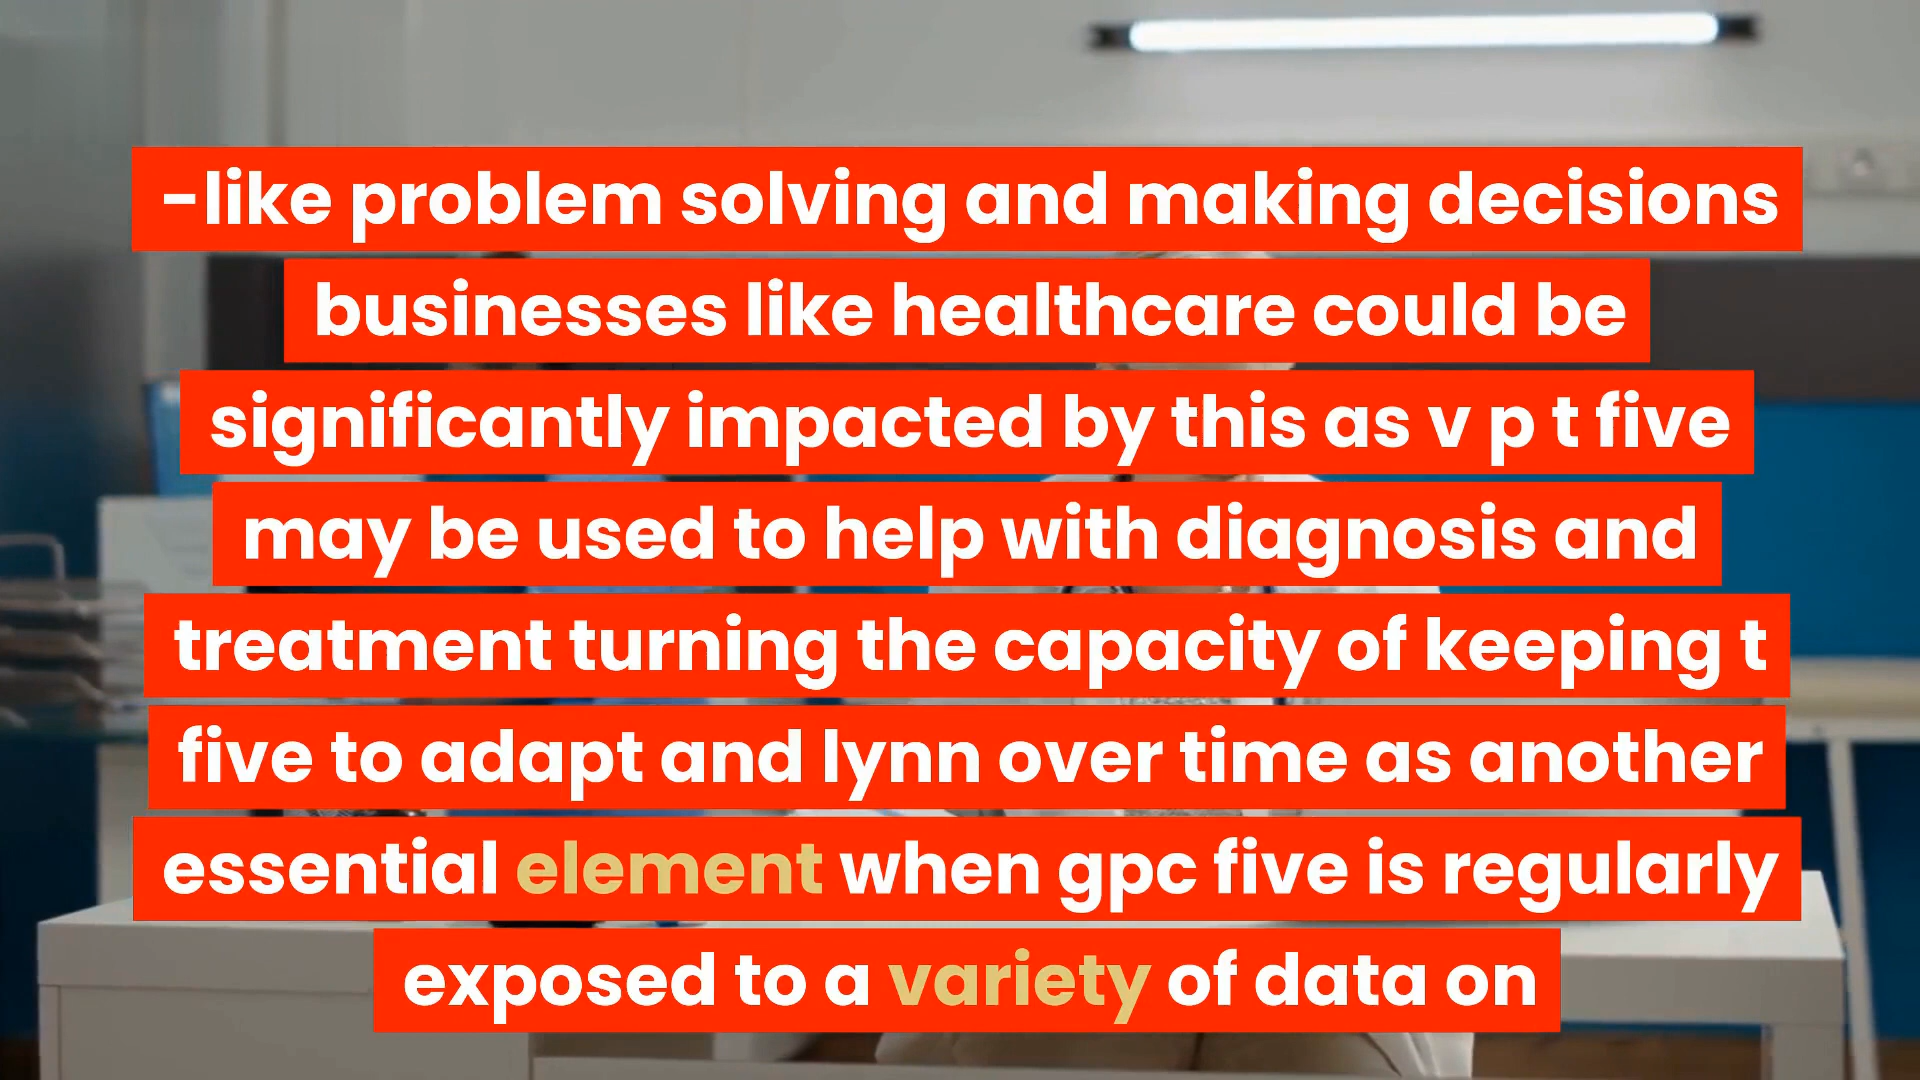 -like problem solving and making decisions
businesses like healthcare could be
significantly impacted by this as v p t five
may be used to help with diagnosis and
treatment turning the capacity of keeping t
five to adapt and lynn over time as another
essential element when gpc five is regularly
exposed to a variety of data on